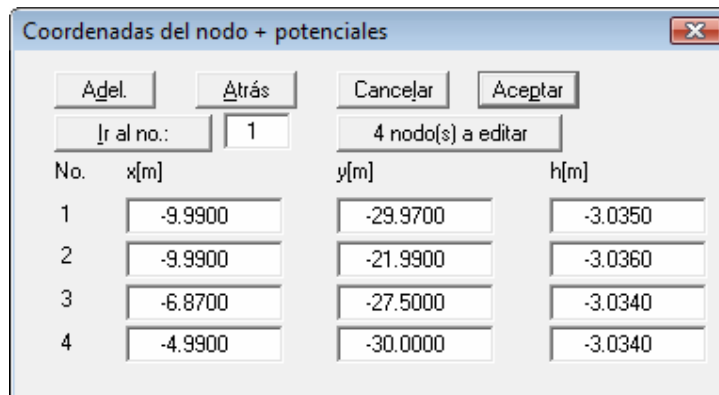 Coordenadas del nodo + potenciales
Adel. Atrás Cancelar Aceptar
Ir al no.: 1 4 nodo(s) a editar
No. x[m] y[m] h[m]
1 -9.9900 -29.9700 -3.0350
2 -9.9900 -21.9900 -3.0360
3 -6.8700 -27.5000 -3.0340
4 -4.9900 -30.0000 -3.0340